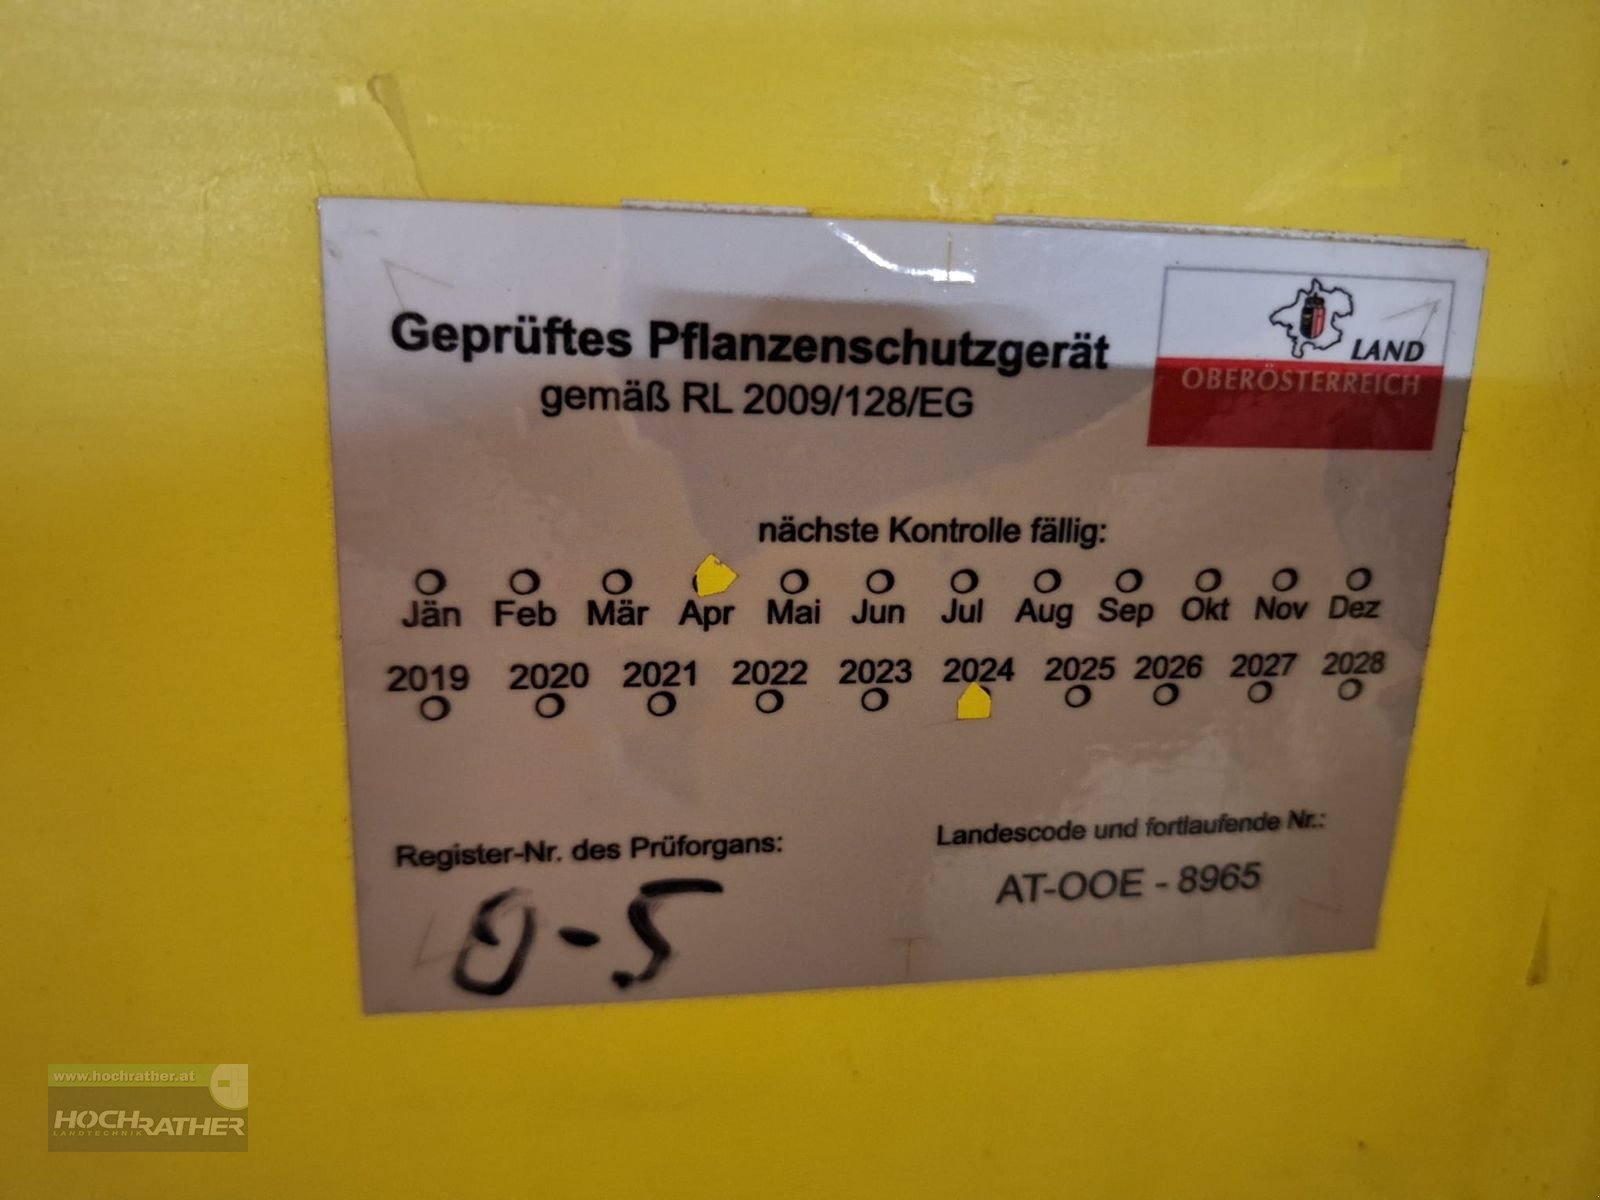 Geprüftes Pflanzenschutzgerät
gemäß RL 2009/128/EG
LAND
OBERÖSTERREICH
nächste Kontrolle fällig:
Jän Feb Mär Apr Mai Jun Jul Aug Sep Okt Nov Dez
2019 2020 2021 2022 2023 2024 2025 2026 2027 2028
Register-Nr. des Prüforgans:
0-5
Landescode und fortlaufende Nr.:
AT-OOE - 8965
www.hochrather.at
HOCHRATHER
LANDTECHNIK